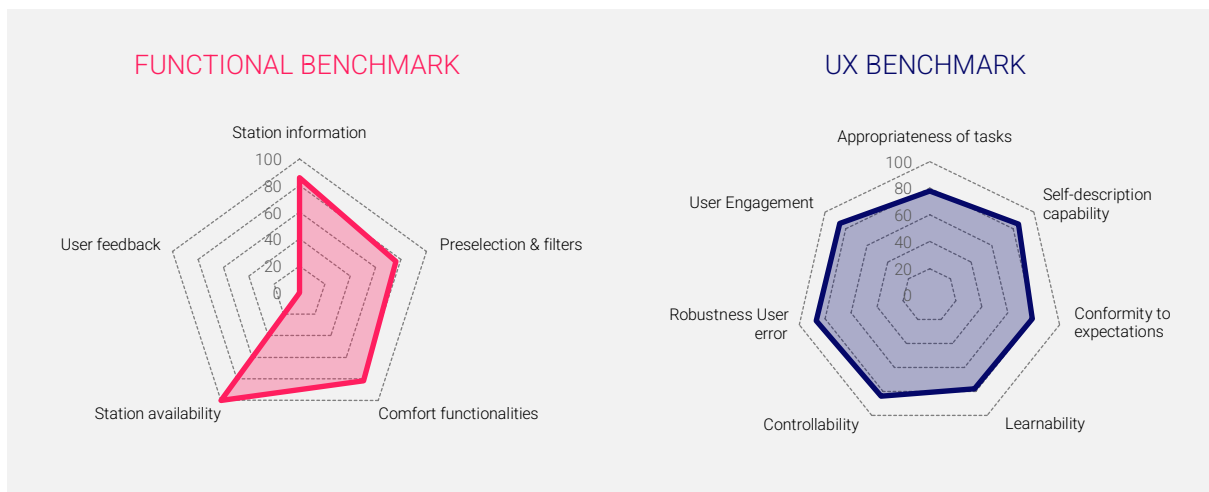 FUNCTIONAL BENCHMARK
Station information
100
80
60
40
20
0
User feedback
Preselection & filters
Station availability
Comfort functionalities
UX BENCHMARK
Appropriateness of tasks
100
80
60
40
20
0
User Engagement
Self-description
capability
Robustness User
error
Conformity to
expectations
Controllability
Learnability